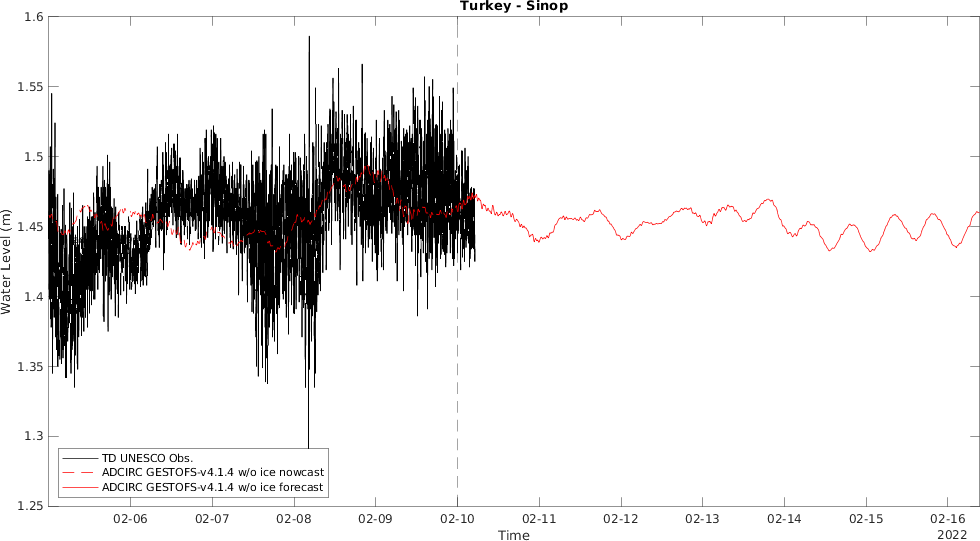 Turkey - Sinop
Water Level (m)
1.6
1.55
1.5
1.45
1.4
1.35
1.3
1.25
TD UNESCO Obs.
ADCIRC GESTOFS-v4.1.4 w/o ice nowcast
ADCIRC GESTOFS-v4.1.4 w/o ice forecast
02-06 02-07 02-08 02-09 02-10 02-11 02-12 02-13 02-14 02-15 02-16
Time
2022